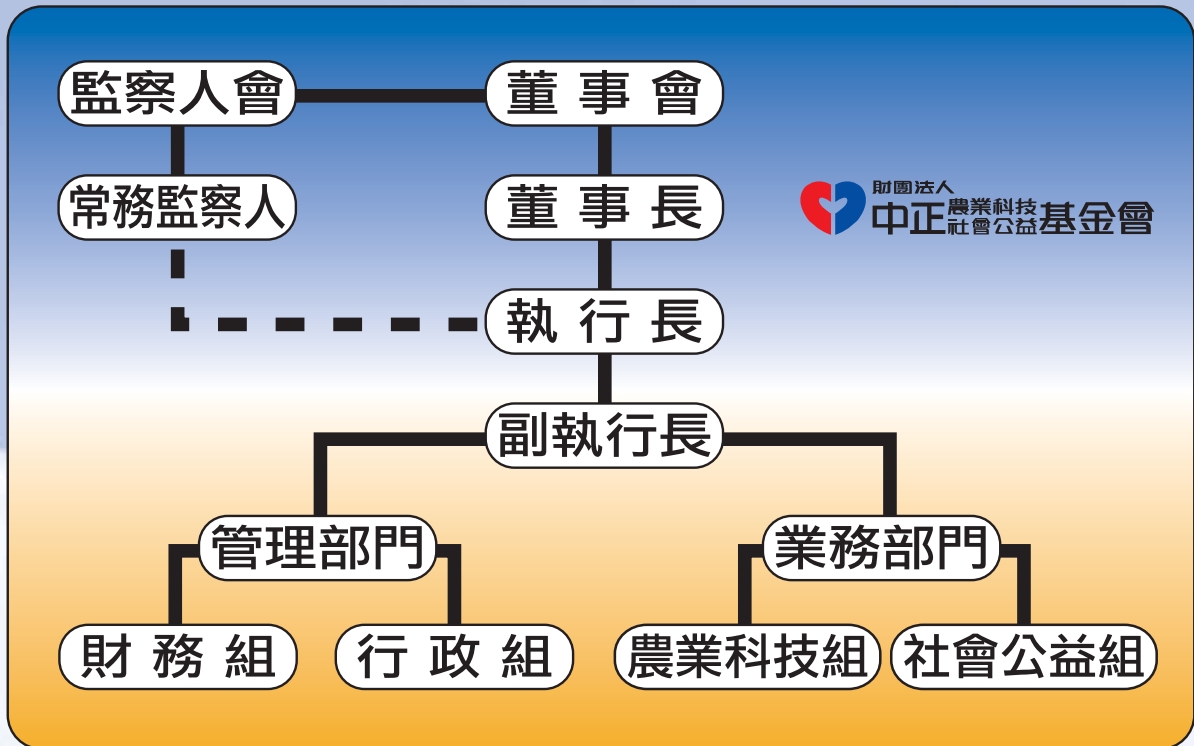 監察人會
董事會
常務監察人
董事長
財團法人
中正農業科技社會公益基金會
執行長
副執行長
管理部門
業務部門
財務組
行政組
農業科技組
社會公益組